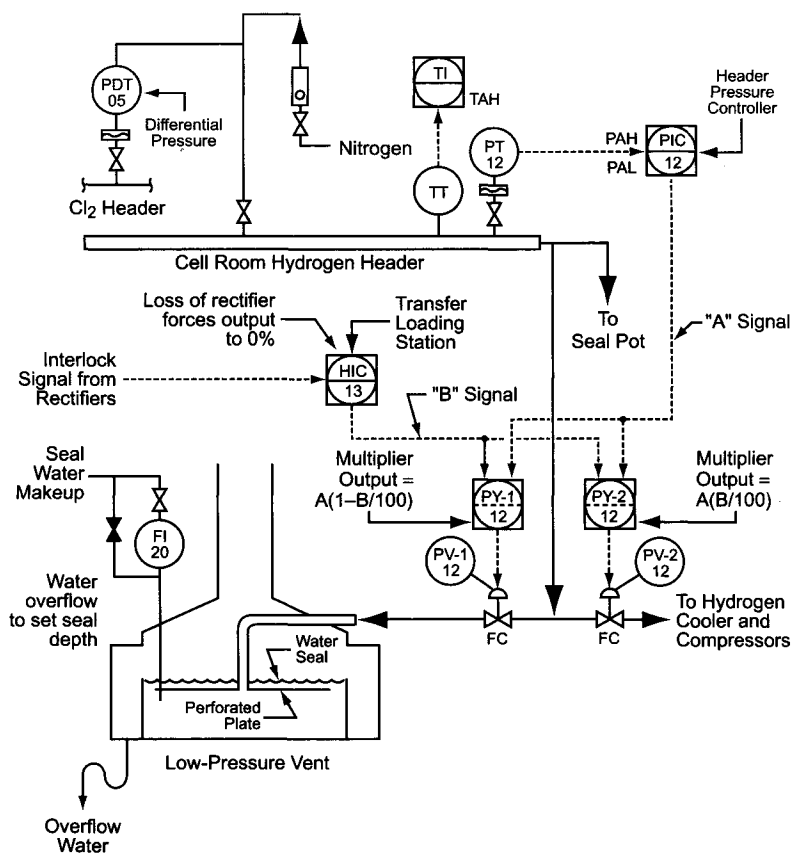 PDT
05
Differential
Pressure
Cl2 Header
Nitrogen
TI
TAH
TT
PT
12
PAH
PAL
PIC
12
Header
Pressure
Controller
Cell Room Hydrogen Header
To
Seal Pot
"A" Signal
Loss of rectifier
forces output
to 0%
Transfer
Loading
Station
Interlock
Signal from
Rectifiers
HIC
13
"B" Signal
Seal
Water
Makeup
FI
20
Multiplier
Output =
A(1–B/100)
PY-1
12
PY-2
12
Multiplier
Output =
A(B/100)
PV-1
12
PV-2
12
FC
FC
To Hydrogen
Cooler and
Compressors
Water
overflow
to set seal
depth
Water
Seal
Perforated
Plate
Low-Pressure Vent
Overflow
Water